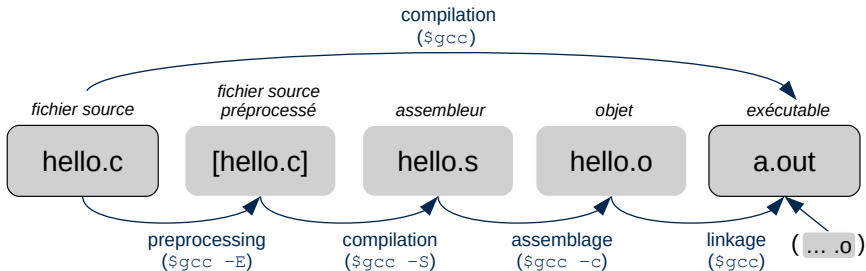 compilation
($gcc)
fichier source
fichier source
préprocessé
assembleur
objet
exécutable
hello.c
[hello.c]
hello.s
hello.o
a.out
preprocessing
($gcc -E)
compilation
($gcc -S)
assemblage
($gcc -c)
linkage
($gcc)
( ... .o)